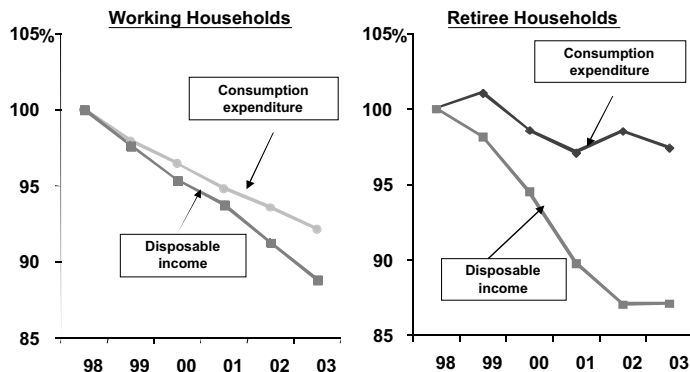 Working Households
105%
100
95
90
85
98 99 00 01 02 03
Consumption
expenditure
Disposable
income
Retiree Households
105%
100
95
90
85
98 99 00 01 02 03
Consumption
expenditure
Disposable
income